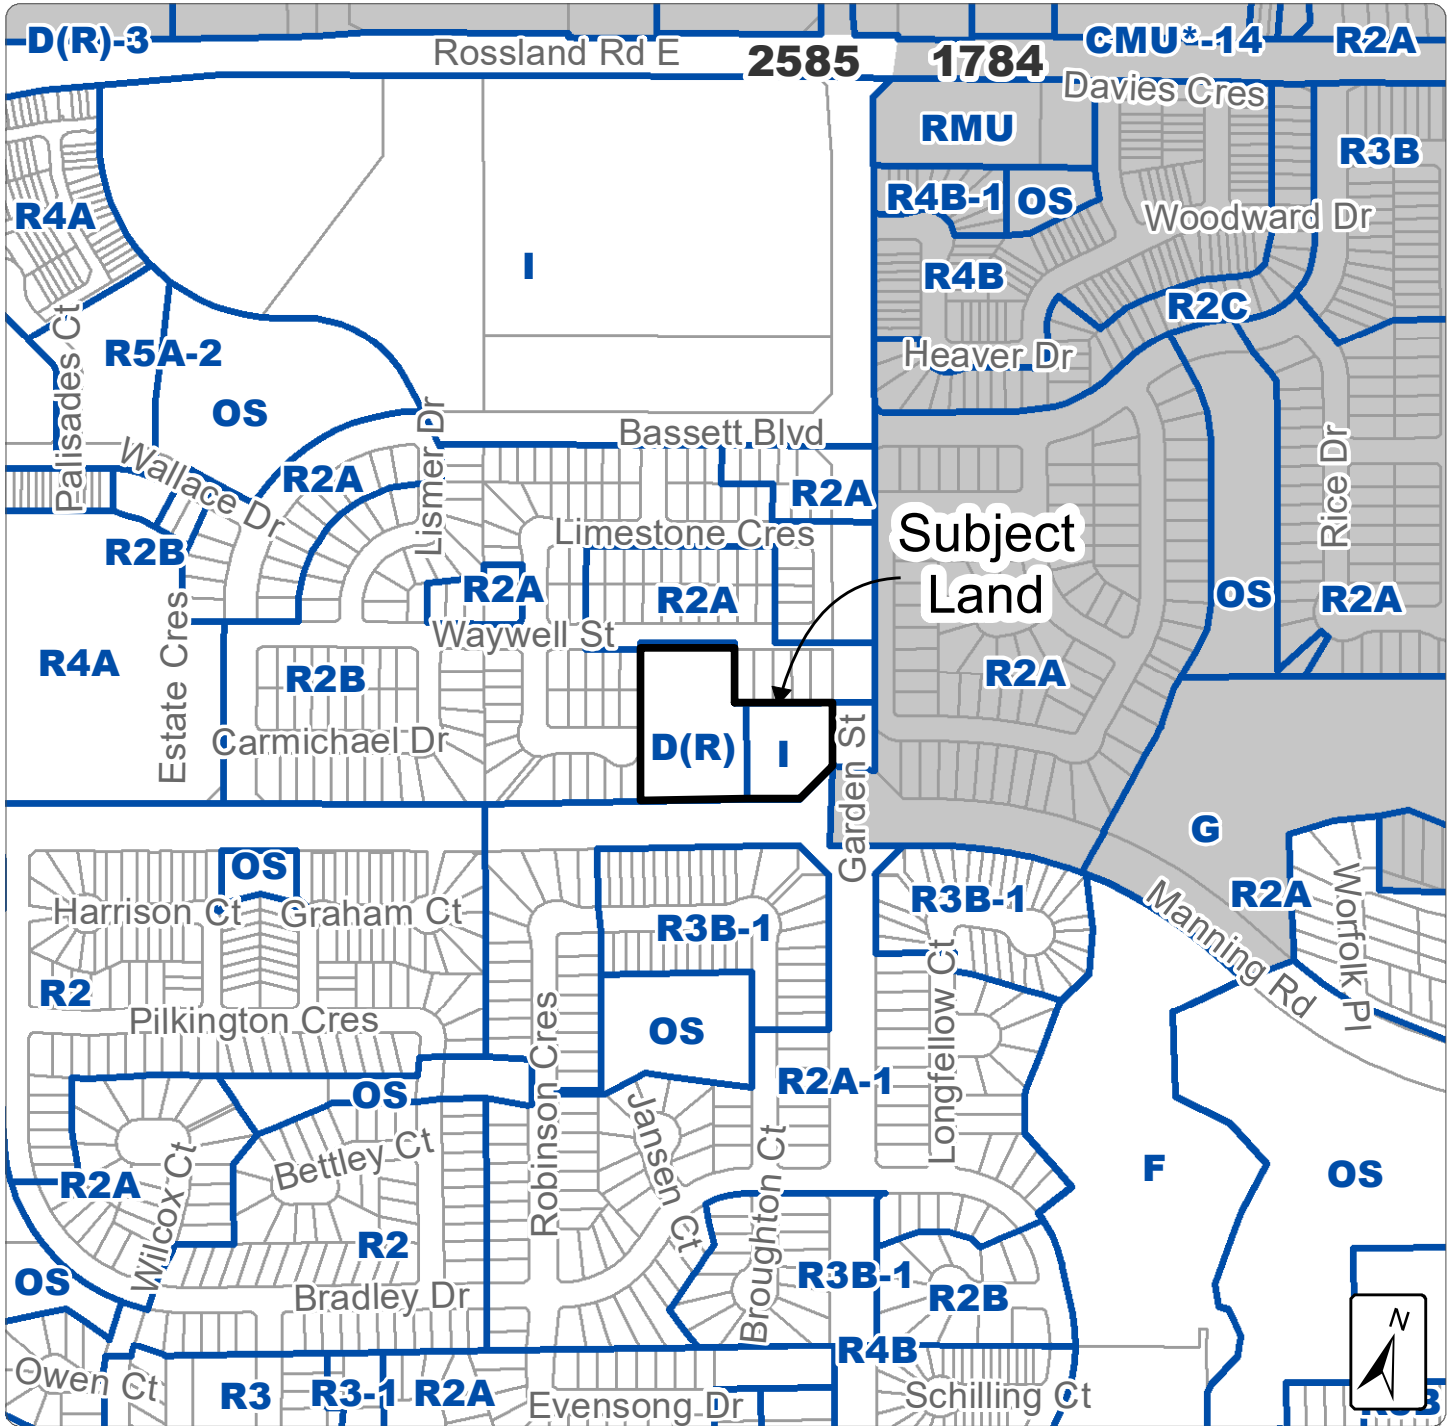 D(R)-3
Rossland Rd E
2585
1784
CMU*-14
R2A
Davies Cres
RMU
R3B
R4A
R4B-1
OS
Woodward Dr
I
R4B
R2C
Palisades Ct
R5A-2
Heaver Dr
OS
Lismer Dr
Bassett Blvd
Wallace Dr
R2A
R2A
Rice Dr
R2B
Limestone Cres
Subject
Land
R2A
R2A
OS
R2A
Waywell St
R4A
Estate Cres
R2B
R2A
Carmichael Dr
D(R)
I
Garden St
G
OS
R2A
Worfolk Pl
Harrison Ct
Graham Ct
R3B-1
R3B-1
Manning Rd
R2
Pilkington Cres
Robinson Cres
OS
Longfellow Ct
OS
R2A-1
Jansen Ct
Bettley Ct
R2A
Wilcox Ct
Broughton Ct
F
OS
R2
OS
R3B-1
R2B
Bradley Dr
N
R4B
Owen Ct
R3
R3-1
R2A
Evensong Dr
Schilling Ct